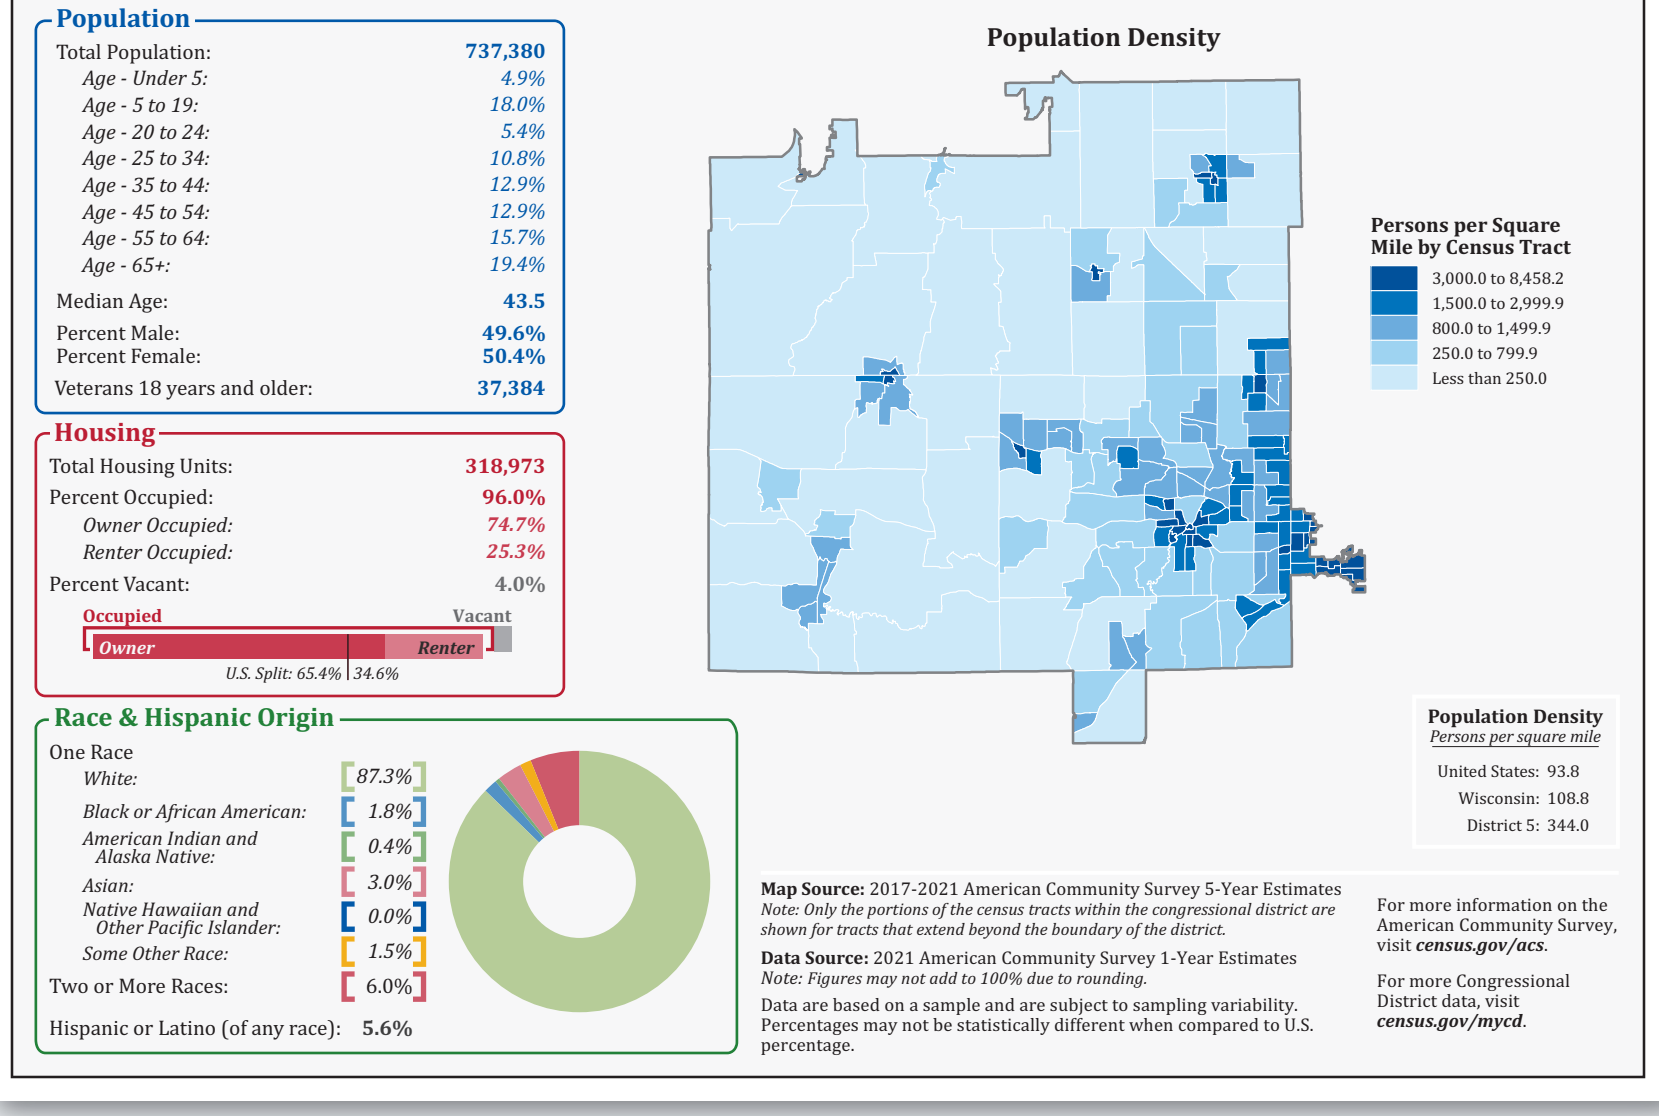 Population
Total Population: 737,380
Age - Under 5: 4.9%
Age - 5 to 19: 18.0%
Age - 20 to 24: 5.4%
Age - 25 to 34: 10.8%
Age - 35 to 44: 12.9%
Age - 45 to 54: 12.9%
Age - 55 to 64: 15.7%
Age - 65+: 19.4%
Median Age: 43.5
Percent Male: 49.6%
Percent Female: 50.4%
Veterans 18 years and older: 37,384
Housing
Total Housing Units: 318,973
Percent Occupied: 96.0%
Owner Occupied: 74.7%
Renter Occupied: 25.3%
Percent Vacant: 4.0%
Occupied Vacant
Owner Renter
U.S. Split: 65.4% 34.6%
Race & Hispanic Origin
One Race
White: 87.3%
Black or African American: 1.8%
American Indian and
Alaska Native: 0.4%
Asian: 3.0%
Native Hawaiian and
Other Pacific Islander: 0.0%
Some Other Race: 1.5%
Two or More Races: 6.0%
Hispanic or Latino (of any race): 5.6%
Population Density
Persons per Square
Mile by Census Tract
3,000.0 to 8,458.2
1,500.0 to 2,999.9
800.0 to 1,499.9
250.0 to 799.9
Less than 250.0
Population Density
Persons per square mile
United States: 93.8
Wisconsin: 108.8
District 5: 344.0
Map Source: 2017-2021 American Community Survey 5-Year Estimates
Note: Only the portions of the census tracts within the congressional district are
shown for tracts that extend beyond the boundary of the district.
Data Source: 2021 American Community Survey 1-Year Estimates
Note: Figures may not add to 100% due to rounding.
Data are based on a sample and are subject to sampling variability.
Percentages may not be statistically different when compared to U.S.
percentage.
For more information on the
American Community Survey,
visit census.gov/acs.
For more Congressional
District data, visit
census.gov/mycd.